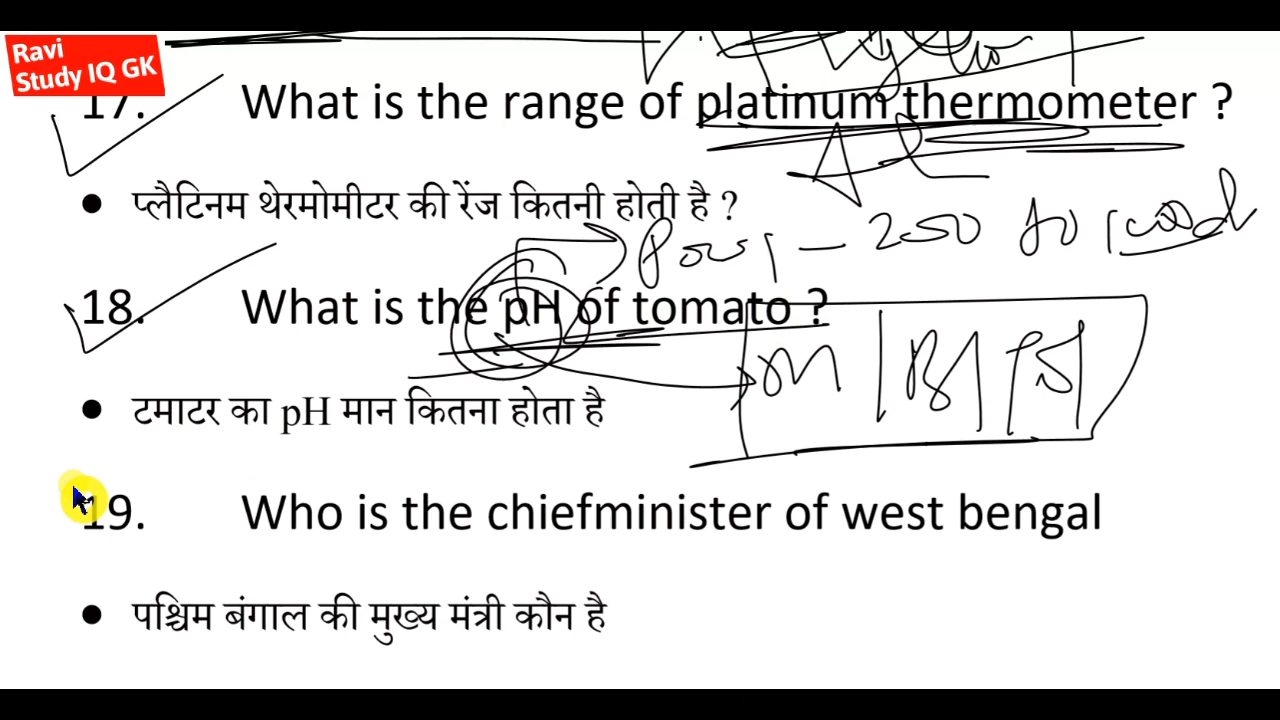 Ravi
Study IQ GK
17. What is the range of platinum thermometer ?
• प्लैटिनम थेरमोमीटर की रेंज कितनी होती है ?
18. What is the pH of tomato ?
• टमाटर का pH मान कितना होता है
19. Who is the chiefminister of west bengal
• पश्चिम बंगाल की मुख्य मंत्री कौन है